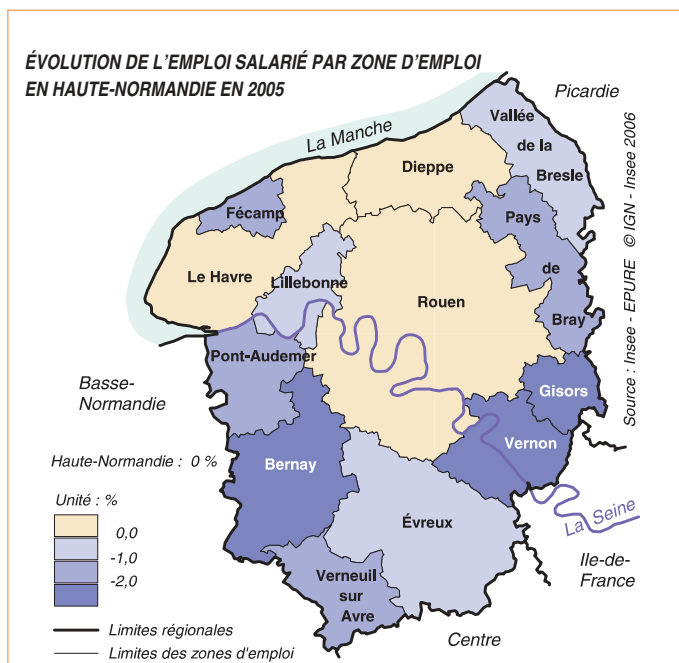 ÉVOLUTION DE L'EMPLOI SALARIÉ PAR ZONE D'EMPLOI
EN HAUTE-NORMANDIE EN 2005
Picardie
La Manche
Vallée
de la
Bresle
Dieppe
Fécamp
Pays
de
Bray
Le Havre
Lillebonne
Rouen
Source : Insee - EPURE © IGN - Insee 2006
Pont-Audemer
Basse-
Normandie
Gisors
Vernon
Haute-Normandie : 0 %
Bernay
Unité : %
0,0
-1,0
-2,0
Évreux
La Seine
Ile-de-
France
Verneuil
sur
Avre
Centre
Limites régionales
Limites des zones d'emploi